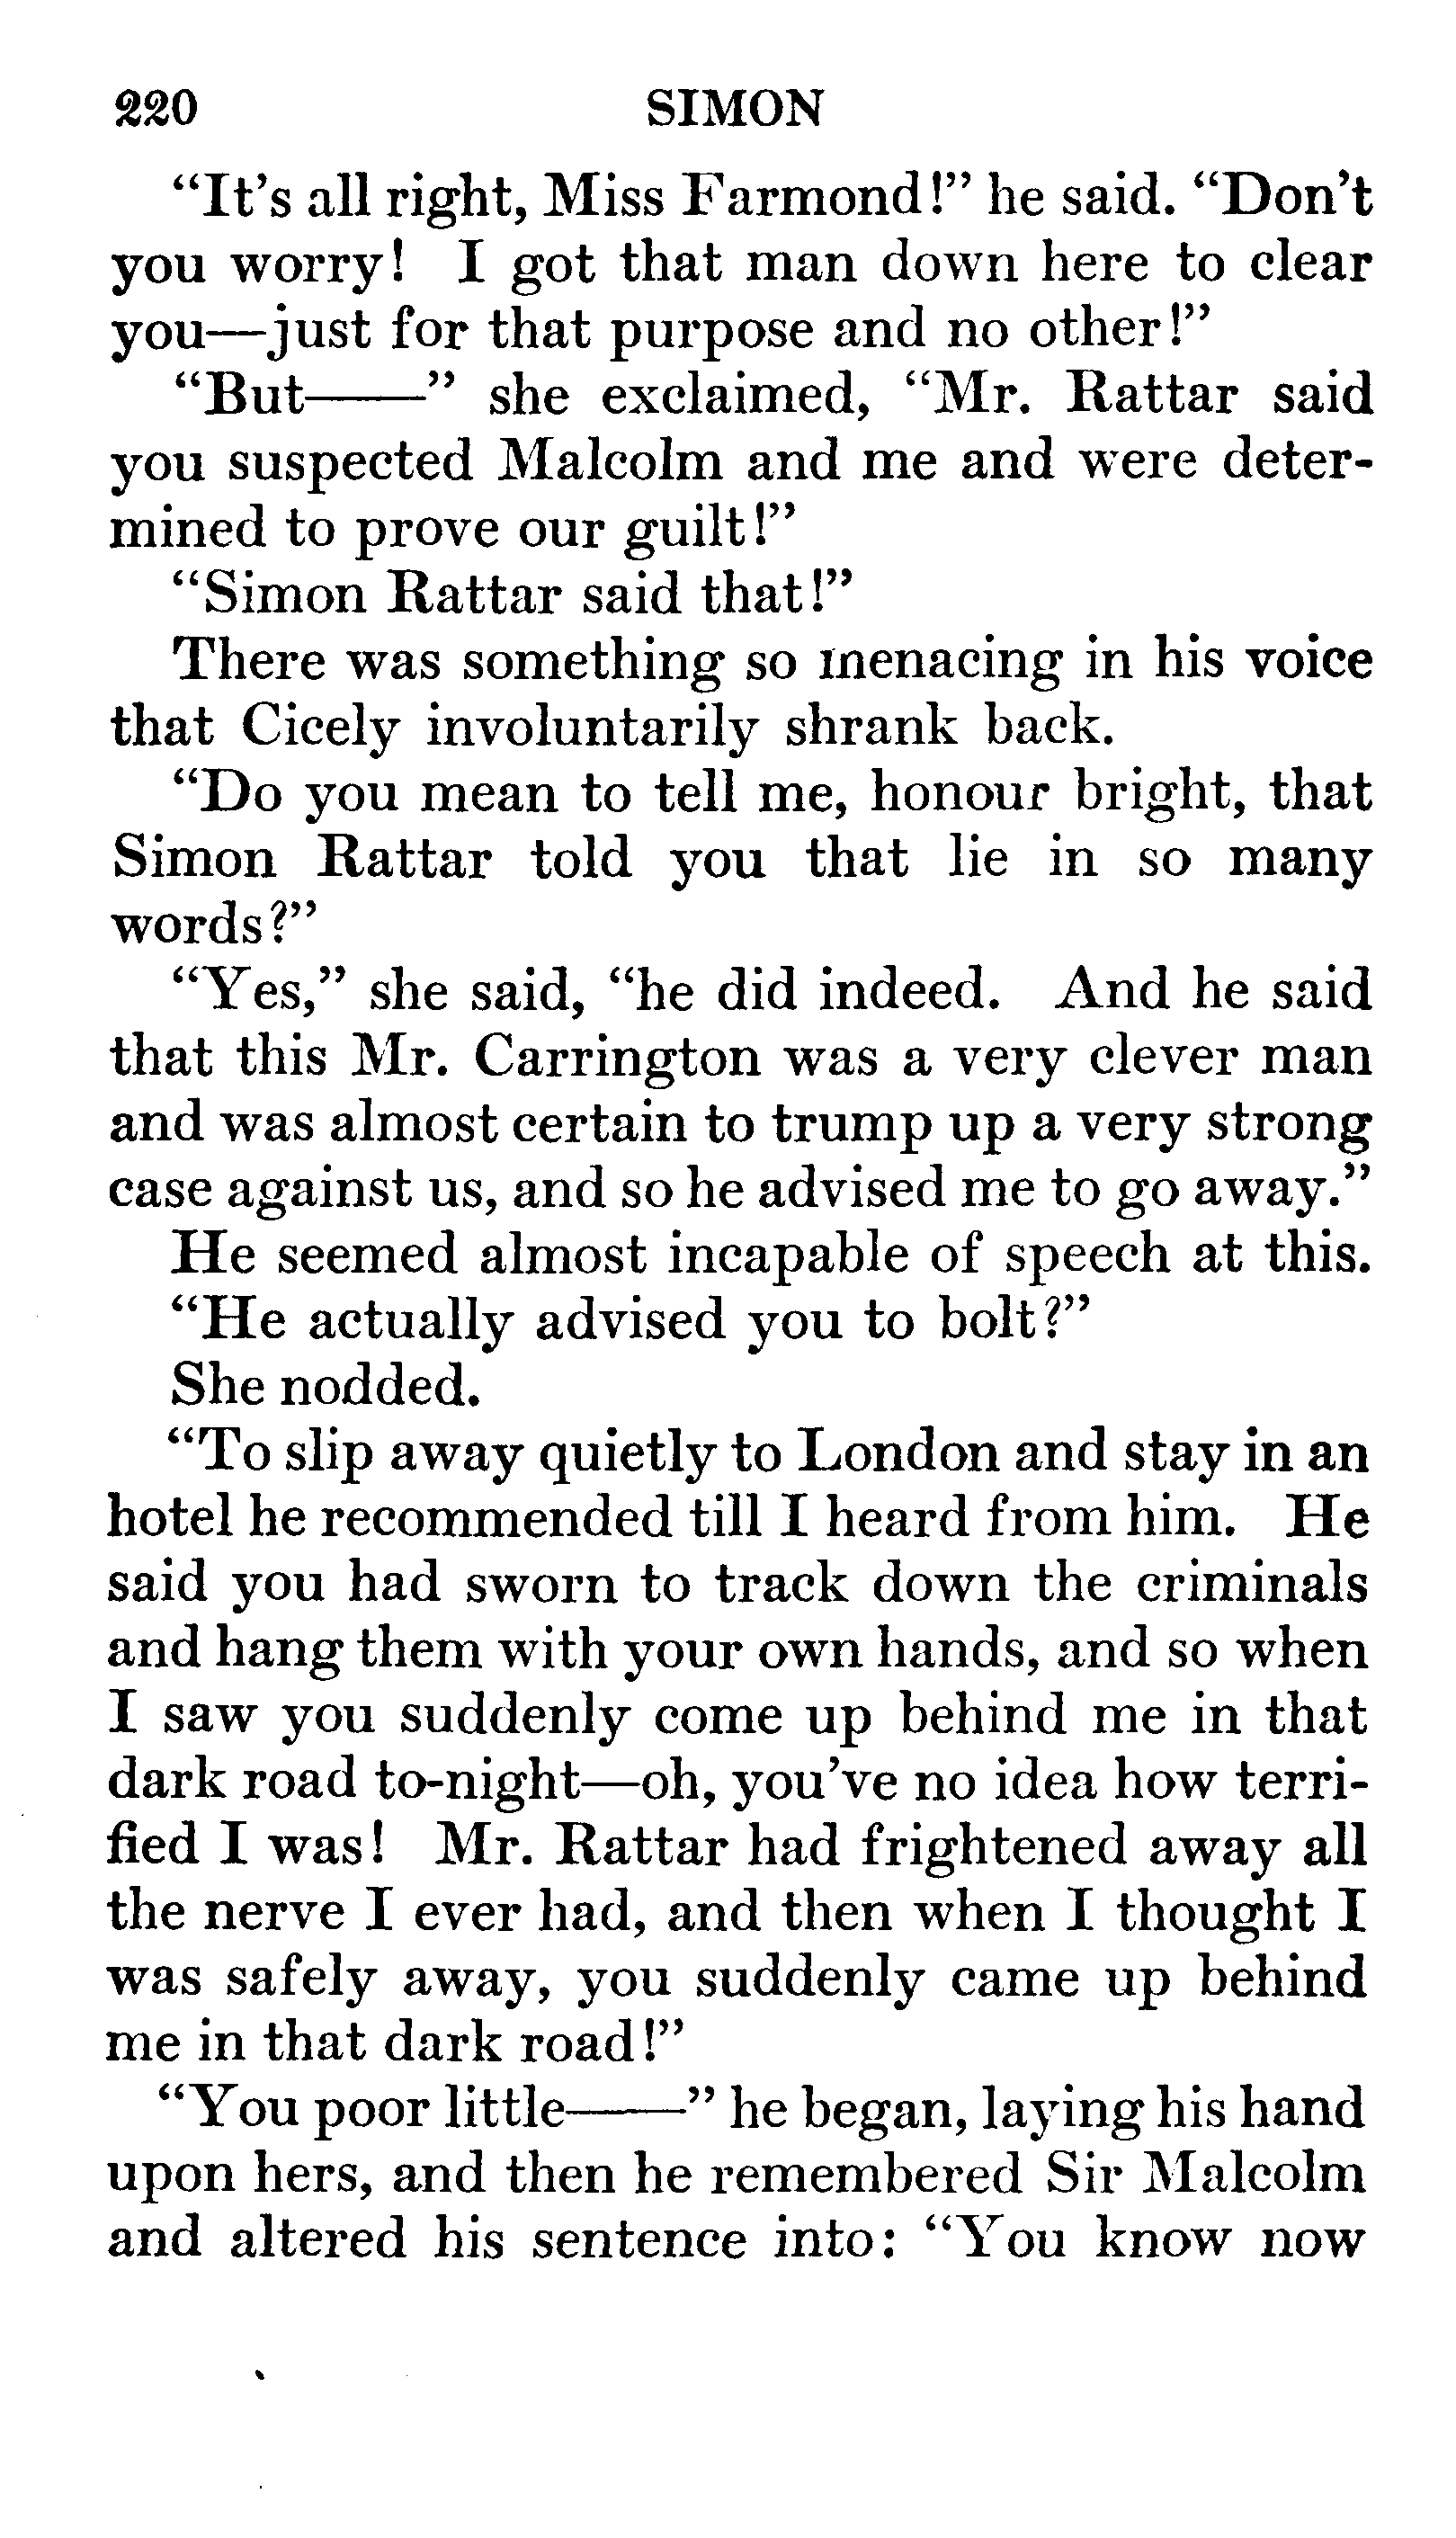 220 SIMON
“It’s all right, Miss Farmond!” he said. “Don’t
you worry! I got that man down here to clear
you—just for that purpose and no other!”
“But——” she exclaimed, “Mr. Rattar said
you suspected Malcolm and me and were deter-
mined to prove our guilt!”
“Simon Rattar said that!”
There was something so menacing in his voice
that Cicely involuntarily shrank back.
“Do you mean to tell me, honour bright, that
Simon Rattar told you that lie in so many
words?”
“Yes,” she said, “he did indeed. And he said
that this Mr. Carrington was a very clever man
and was almost certain to trump up a very strong
case against us, and so he advised me to go away.”
He seemed almost incapable of speech at this.
“He actually advised you to bolt?”
She nodded.
“To slip away quietly to London and stay in an
hotel he recommended till I heard from him. He
said you had sworn to track down the criminals
and hang them with your own hands, and so when
I saw you suddenly come up behind me in that
dark road to-night—oh, you’ve no idea how terri-
fied I was! Mr. Rattar had frightened away all
the nerve I ever had, and then when I thought I
was safely away, you suddenly came up behind
me in that dark road!”
“You poor little——” he began, laying his hand
upon hers, and then he remembered Sir Malcolm
and altered his sentence into: “You know now